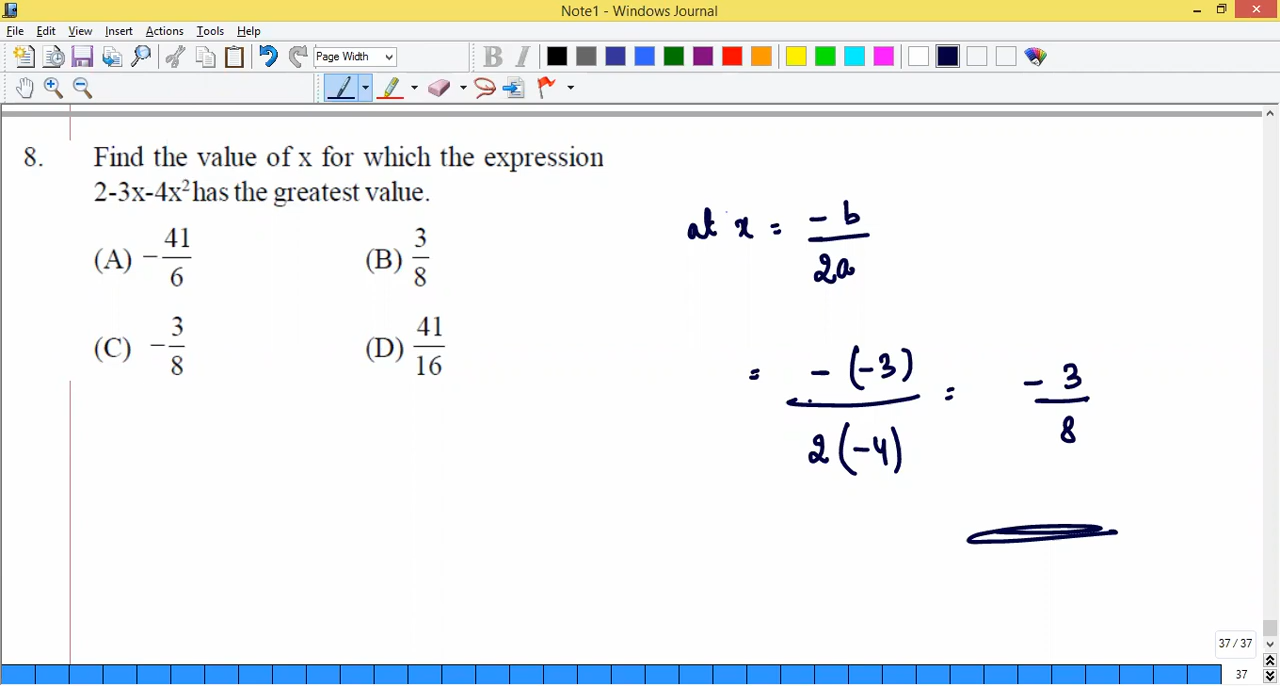 Note1 - Windows Journal
File Edit View Insert Actions Tools Help
Page Width
B I
8. Find the value of x for which the expression
2-3x-4x² has the greatest value.
(A) -41/6 (B) 3/8
(C) -3/8 (D) 41/16
at x = -b/2a
= -(-3)/2(-4) = -3/8
37 / 37
37